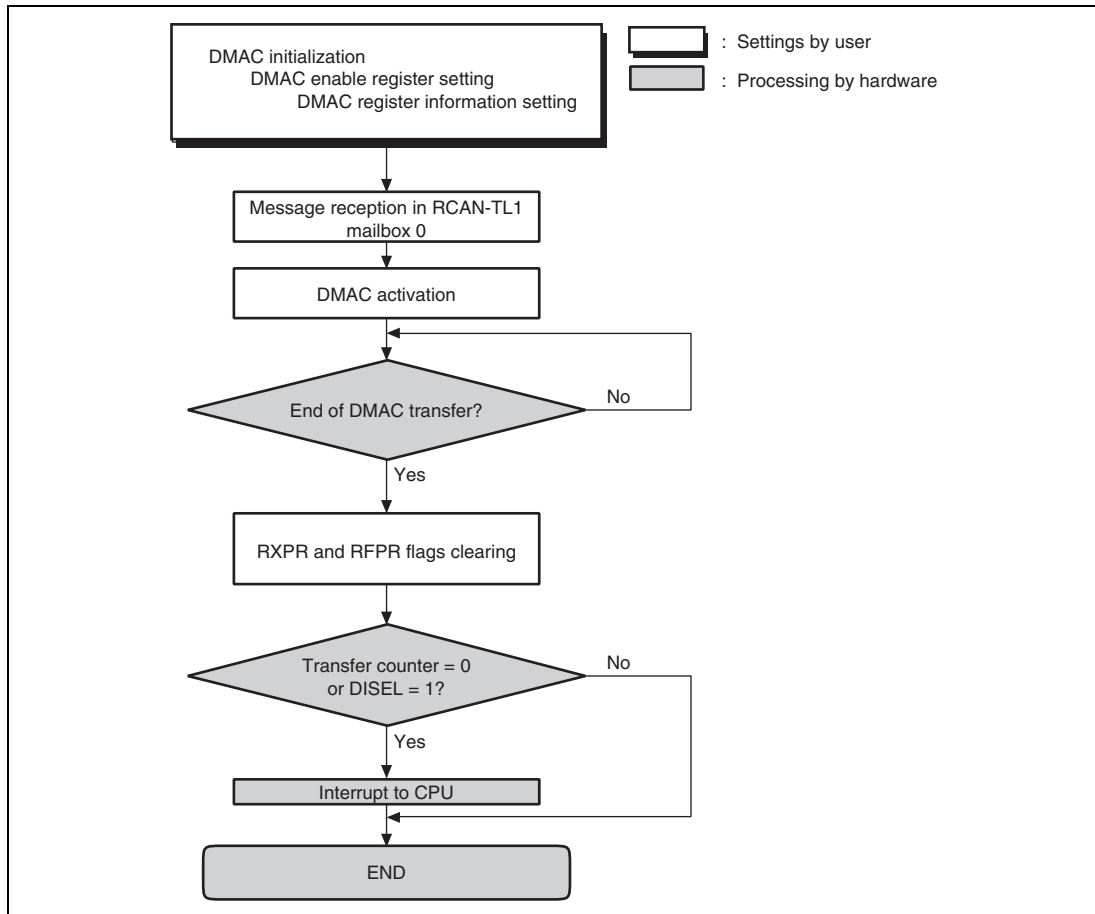 DMAC initialization
DMAC enable register setting
DMAC register information setting
: Settings by user
: Processing by hardware
Message reception in RCAN-TL1
mailbox 0
DMAC activation
End of DMAC transfer?
No
Yes
RXPR and RFPR flags clearing
Transfer counter = 0
or DISEL = 1?
No
Yes
Interrupt to CPU
END